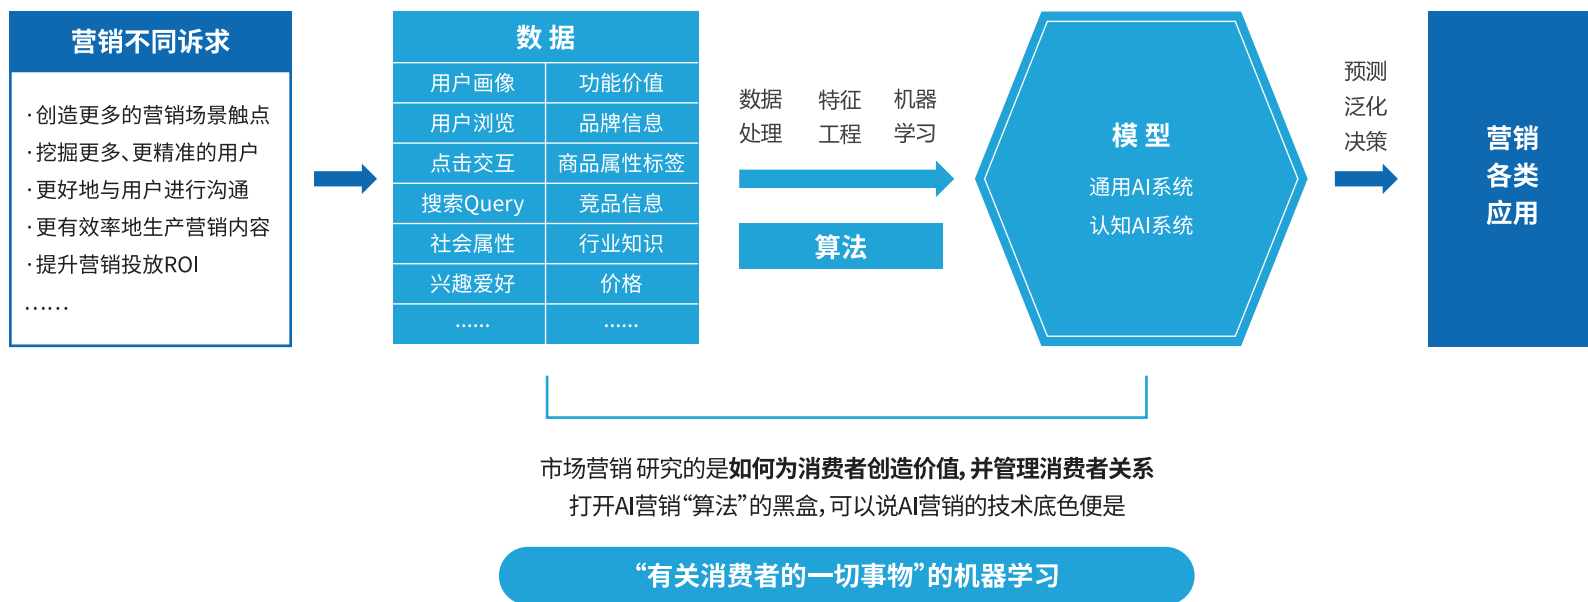 营销不同诉求
·创造更多的营销场景触点
·挖掘更多、更精准的用户
·更好地与用户进行沟通
·更有效率地生产营销内容
·提升营销投放ROI
……
数据
用户画像 功能价值
用户浏览 品牌信息
点击交互 商品属性标签
搜索Query 竞品信息
社会属性 行业知识
兴趣爱好 价格
…… ……
数据处理
特征工程
机器学习
算法
模型
通用AI系统
认知AI系统
预测
泛化
决策
营销
各类
应用
市场营销 研究的是如何为消费者创造价值，并管理消费者关系
打开AI营销“算法”的黑盒，可以说AI营销的技术底色便是
“有关消费者的一切事物”的机器学习